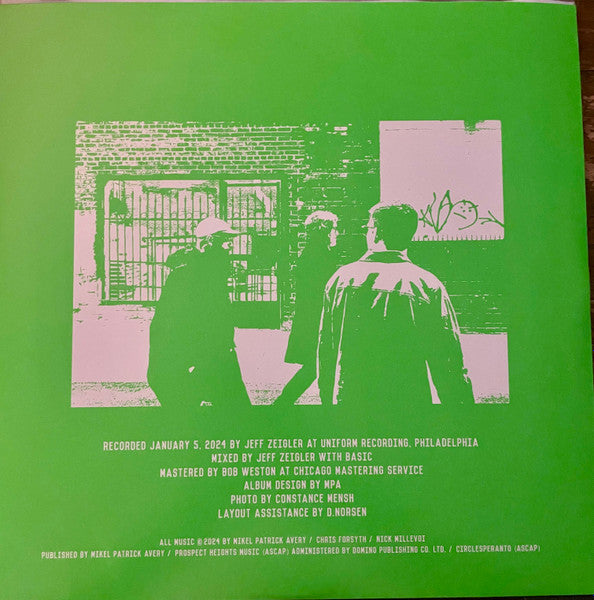 RECORDED JANUARY 5, 2024 BY JEFF ZEIGLER AT UNIFORM RECORDING, PHILADELPHIA
MIXED BY JEFF ZEIGLER WITH BASIC
MASTERED BY BOB WESTON AT CHICAGO MASTERING SERVICE
ALBUM DESIGN BY MPA
PHOTO BY CONSTANCE MENSH
LAYOUT ASSISTANCE BY D.NORSEN
ALL MUSIC ©2024 BY MIKEL PATRICK AVERY / CHRIS FORSYTH / NICK MILLEVOI
PUBLISHED BY MIKEL PATRICK AVERY / PROSPECT HEIGHTS MUSIC (ASCAP) ADMINISTERED BY DOMINO PUBLISHING CO. LTD. / CIRCLESPERANTO (ASCAP)